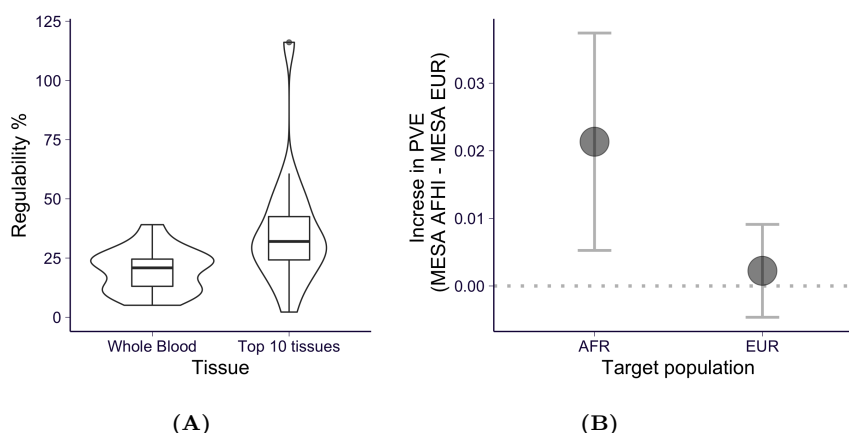 125
100
75
50
25
0
Regulability %
Whole Blood
Top 10 tissues
Tissue
(A)
Increse in PVE
(MESA AFHI - MESA EUR)
0.03
0.02
0.01
0.00
AFR
EUR
Target population
(B)